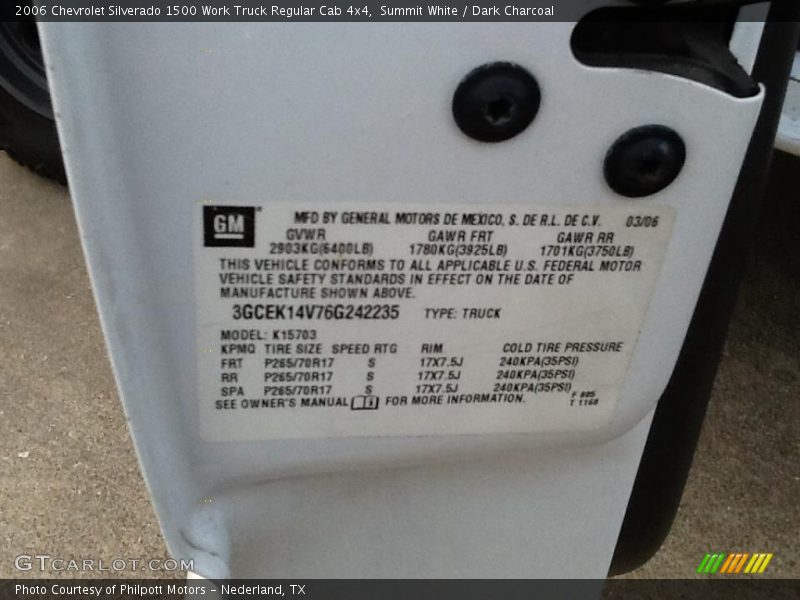 2006 Chevrolet Silverado 1500 Work Truck Regular Cab 4x4,  Summit White / Dark Charcoal
GM
MFD BY GENERAL MOTORS DE MEXICO, S. DE R.L. DE C.V. 03/06
GVWR GAWR FRT GAWR RR
2903KG(6400LB) 1780KG(3925LB) 1701KG(3750LB)
THIS VEHICLE CONFORMS TO ALL APPLICABLE U.S. FEDERAL MOTOR
VEHICLE SAFETY STANDARDS IN EFFECT ON THE DATE OF
MANUFACTURE SHOWN ABOVE.
3GCEK14V76G242235 TYPE: TRUCK
MODEL: K15703
KPMQ TIRE SIZE SPEED RTG RIM COLD TIRE PRESSURE
FRT P265/70R17 S 17X7.5J 240KPA(35PSI)
RR P265/70R17 S 17X7.5J 240KPA(35PSI)
SPA P265/70R17 S 17X7.5J 240KPA(35PSI)
SEE OWNER'S MANUAL FOR MORE INFORMATION.
F 805
T 1168
GTCARLOT.COM
Photo Courtesy of Philpott Motors – Nederland, TX